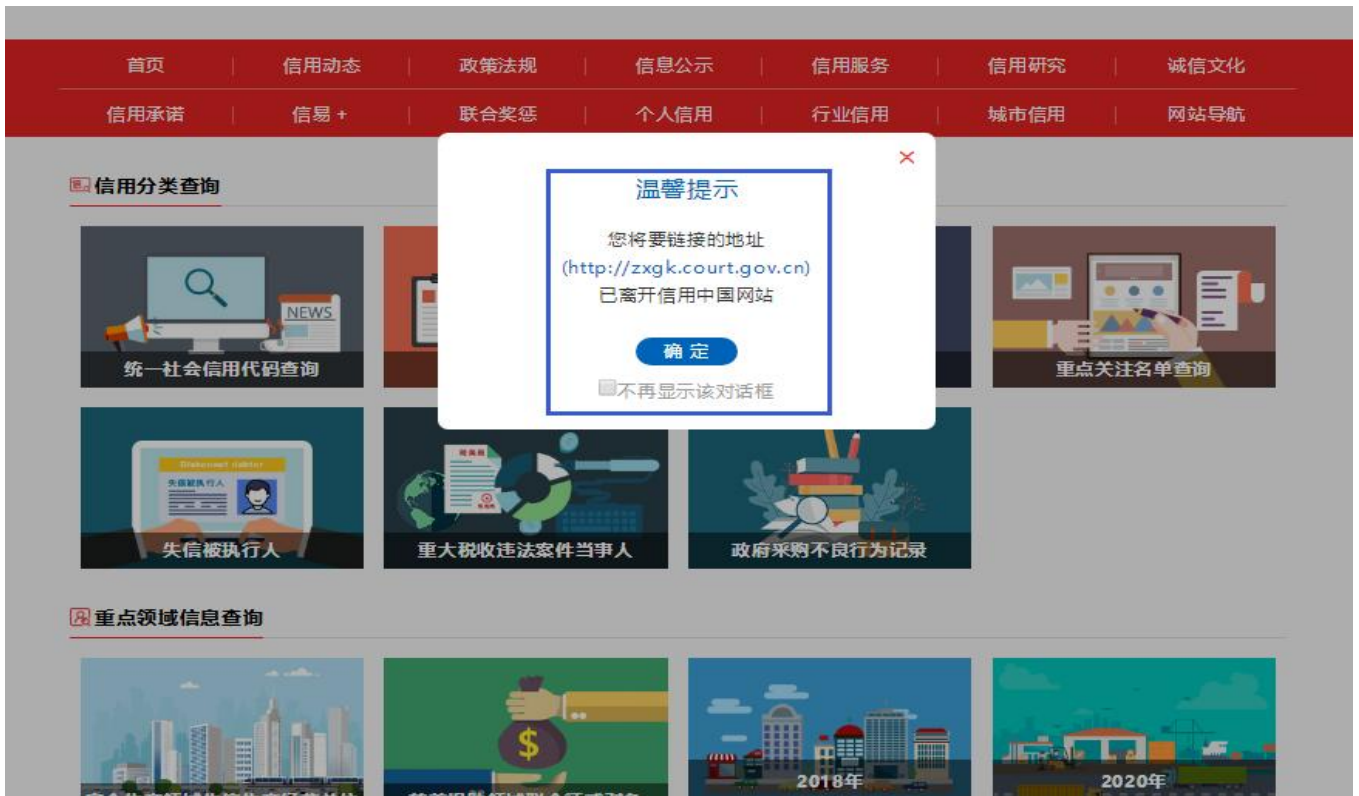 首页
信用动态
政策法规
信息公示
信用服务
信用研究
诚信文化
信用承诺
信易 +
联合奖惩
个人信用
行业信用
城市信用
网站导航
信用分类查询
温馨提示
您将要链接的地址
(http://zxgk.court.gov.cn)
已离开信用中国网站
确 定
不再显示该对话框
NEWS
统一社会信用代码查询
重点关注名单查询
Dishonest debtor
失信被执行人
失信被执行人
重大税收违法案件当事人
政府采购不良行为记录
重点领域信息查询
2018年
2020年